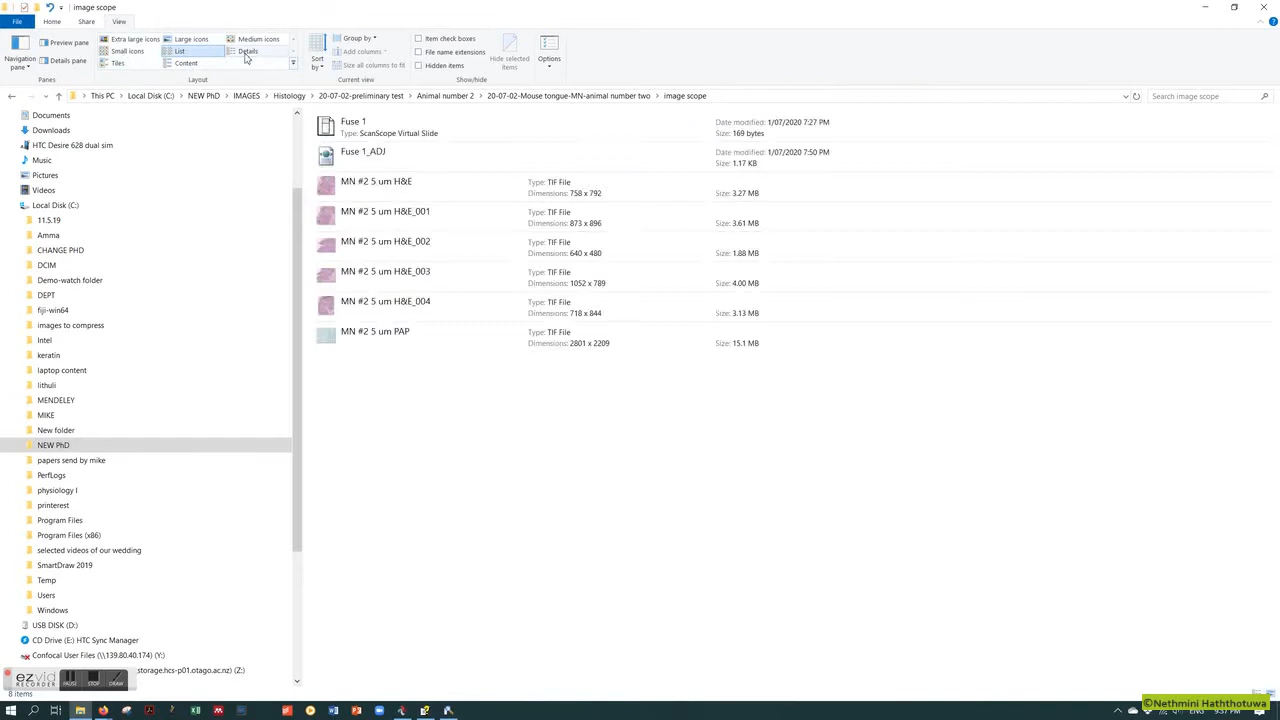 image scope
File Home Share View
Navigation pane
Preview pane
Details pane
Panes
Extra large icons Large icons Medium icons
Small icons List Details
Tiles Content
Layout
Sort by
Group by
Add columns
Size all columns to fit
Current view
Item check boxes
File name extensions
Hidden items
Hide selected items
Show/hide
Options
This PC Local Disk (C:) NEW PhD IMAGES Histology 20-07-02-preliminary test Animal number 2 20-07-02-Mouse tongue-MN-animal number two image scope
Search image scope
Documents
Downloads
HTC Desire 628 dual sim
Music
Pictures
Videos
Local Disk (C:)
11.5.19
Amma
CHANGE PHD
DCIM
Demo-watch folder
DEPT
fiji-win64
images to compress
Intel
keratin
laptop content
lithuli
MENDELEY
MIKE
New folder
NEW PhD
papers send by mike
PerfLogs
physiology I
printerest
Program Files
Program Files (x86)
selected videos of our wedding
SmartDraw 2019
Temp
Users
Windows
USB DISK (D:)
CD Drive (E:) HTC Sync Manager
Confocal User Files (\\139.80.40.174) (Y:)
storage.hcs-p01.otago.ac.nz) (Z:)
Fuse 1
Type: ScanScope Virtual Slide
Date modified: 1/07/2020 7:27 PM
Size: 169 bytes
Fuse 1_ADJ
Date modified: 1/07/2020 7:50 PM
Size: 1.17 KB
MN #2 5 um H&E
Type: TIF File
Dimensions: 758 x 792
Size: 3.27 MB
MN #2 5 um H&E_001
Type: TIF File
Dimensions: 873 x 896
Size: 3.61 MB
MN #2 5 um H&E_002
Type: TIF File
Dimensions: 640 x 480
Size: 1.88 MB
MN #2 5 um H&E_003
Type: TIF File
Dimensions: 1052 x 789
Size: 4.00 MB
MN #2 5 um H&E_004
Type: TIF File
Dimensions: 718 x 844
Size: 3.13 MB
MN #2 5 um PAP
Type: TIF File
Dimensions: 2801 x 2209
Size: 15.1 MB
ezvid
RECORDER
PAUSE STOP DRAW
8 items
©Nethmini Haththotuwa
ENG 9:37 PM